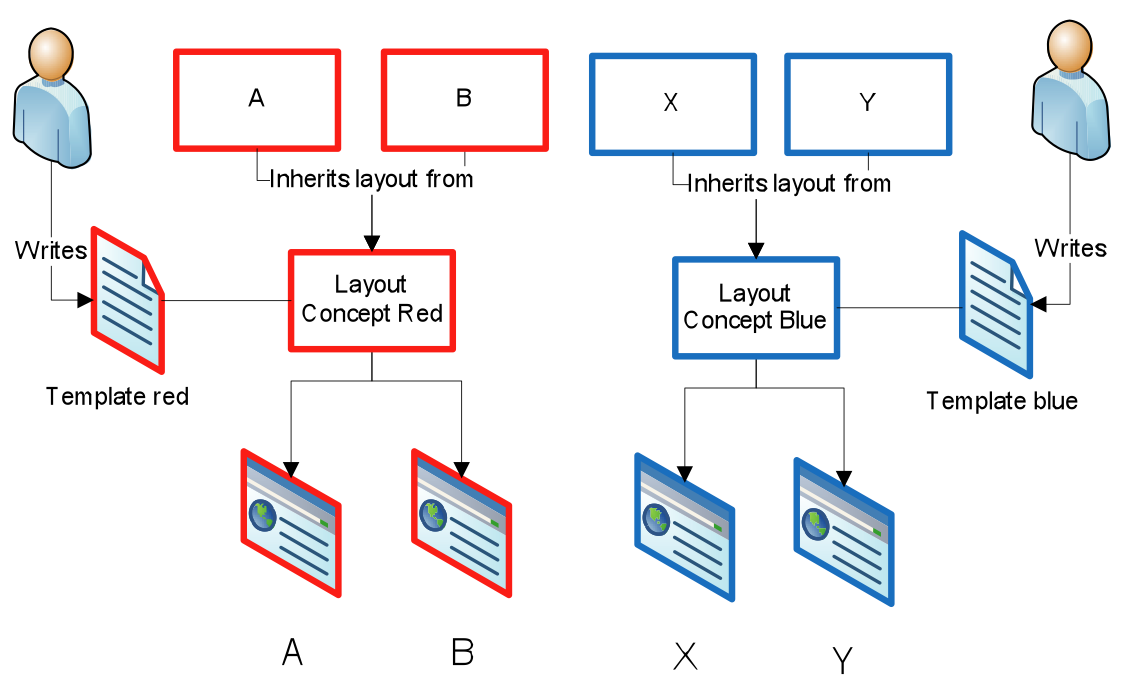 A
B
X
Y
Inherits layout from
Inherits layout from
Writes
Writes
Layout
Concept Red
Layout
Concept Blue
Template red
Template blue
A
B
X
Y